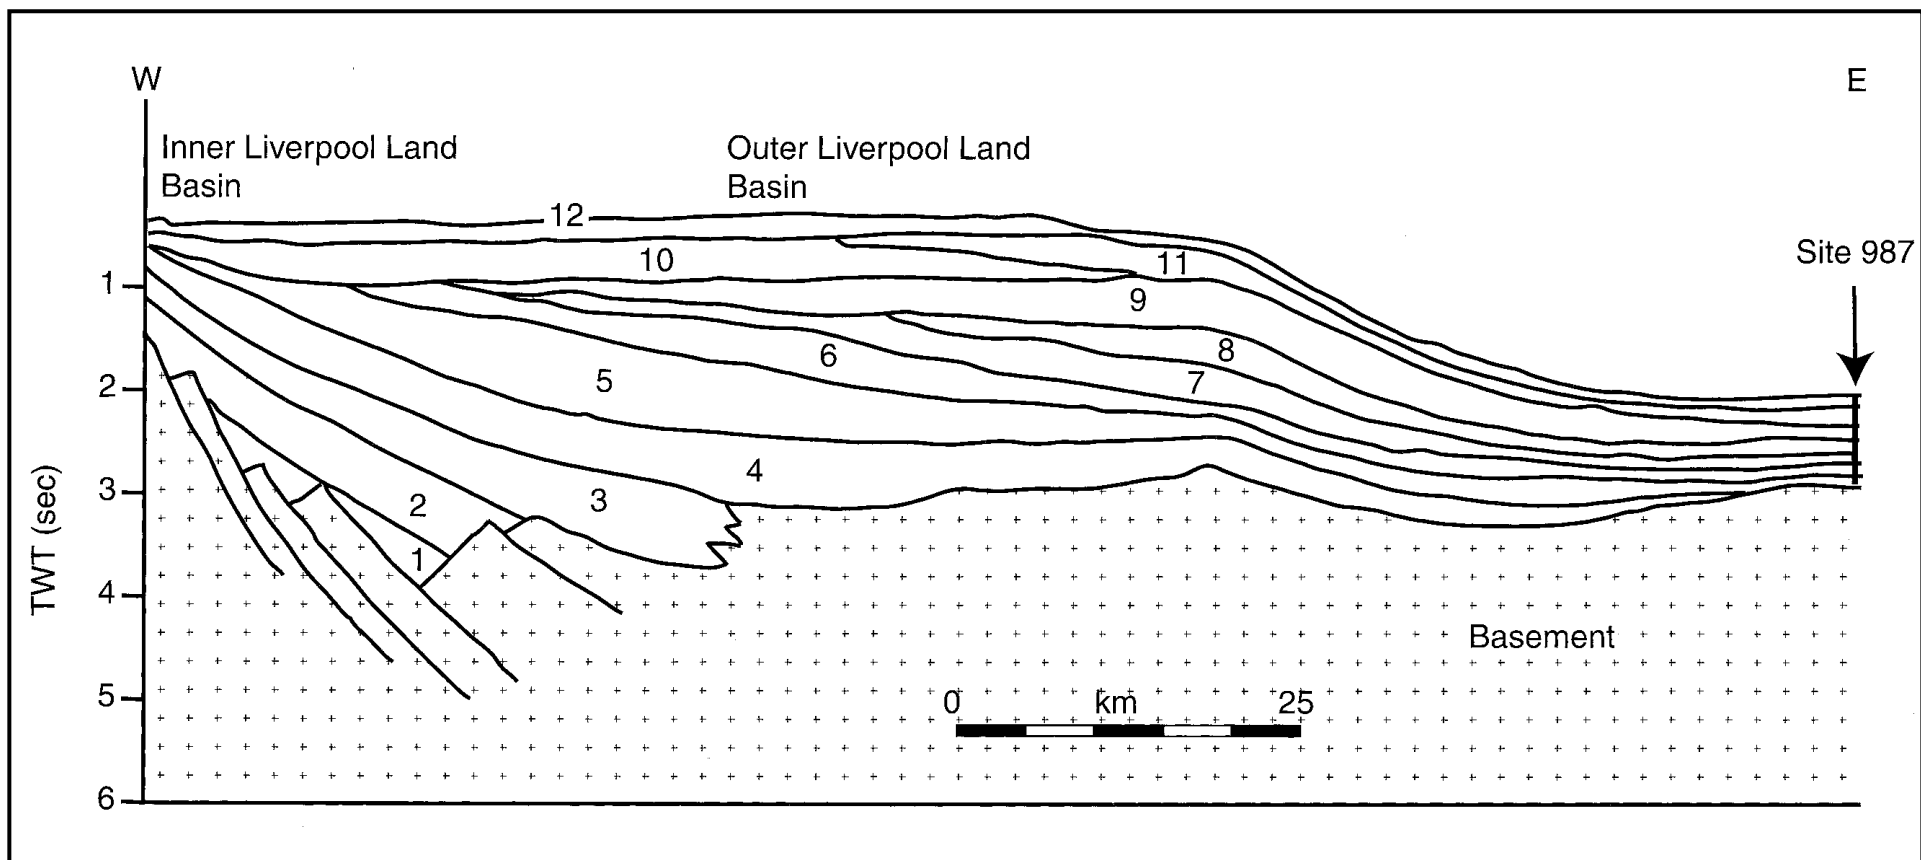 W
E
Inner Liverpool Land
Basin
Outer Liverpool Land
Basin
12
10
11
Site 987
9
8
7
6
5
4
3
2
1
1
2
3
4
5
6
TWT (sec)
Basement
0 km 25